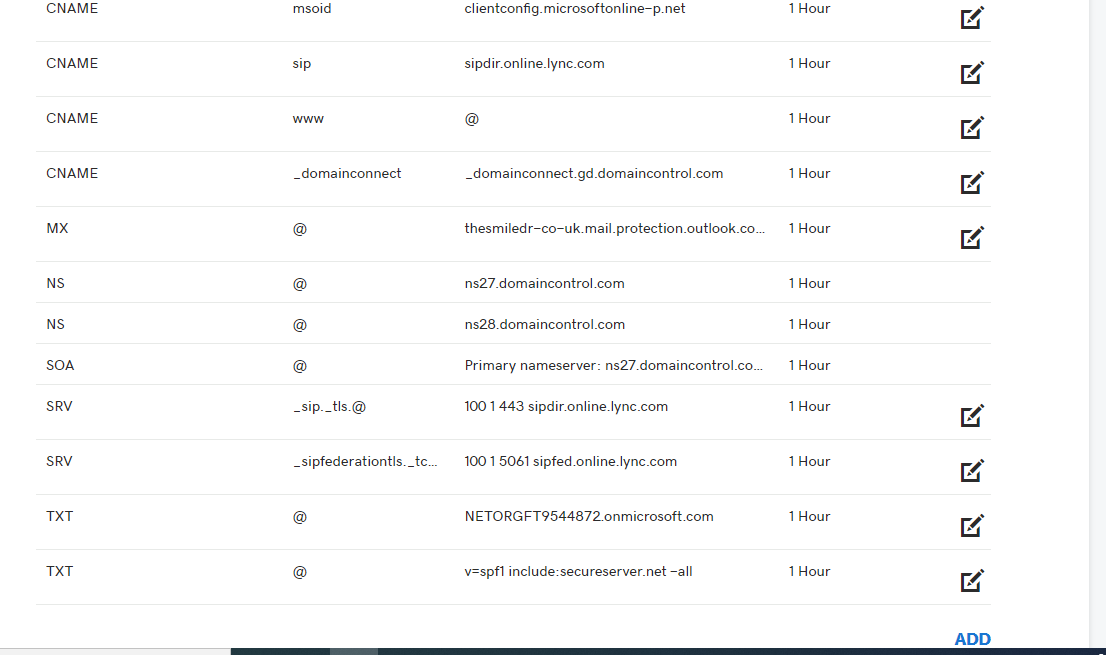 CNAME msoid clientconfig.microsoftonline-p.net 1 Hour
CNAME sip sipdir.online.lync.com 1 Hour
CNAME www @ 1 Hour
CNAME _domainconnect _domainconnect.gd.domaincontrol.com 1 Hour
MX @ thesmiledr-co-uk.mail.protection.outlook.co... 1 Hour
NS @ ns27.domaincontrol.com 1 Hour
NS @ ns28.domaincontrol.com 1 Hour
SOA @ Primary nameserver: ns27.domaincontrol.co... 1 Hour
SRV _sip._tls.@ 100 1 443 sipdir.online.lync.com 1 Hour
SRV _sipfederationtls._tc... 100 1 5061 sipfed.online.lync.com 1 Hour
TXT @ NETORGFT9544872.onmicrosoft.com 1 Hour
TXT @ v=spf1 include:secureserver.net -all 1 Hour
ADD